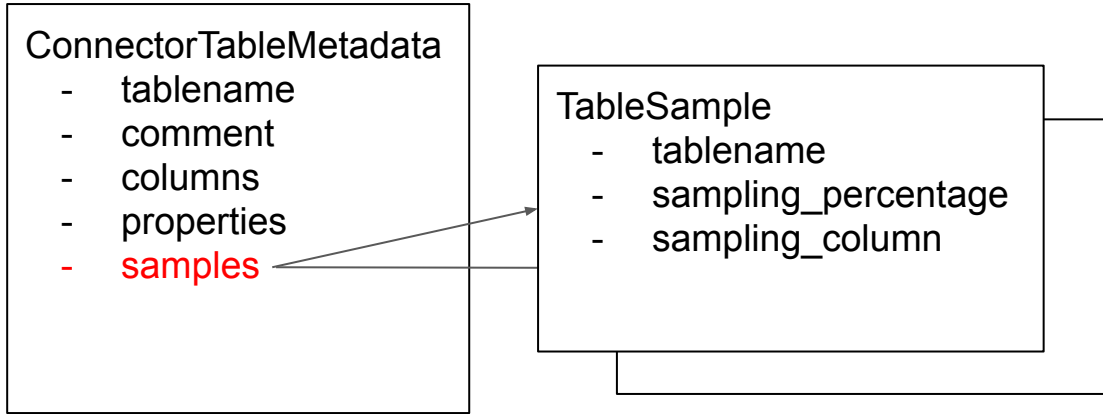 ConnectorTableMetadata
- tablename
- comment
- columns
- properties
- samples
TableSample
- tablename
- sampling_percentage
- sampling_column